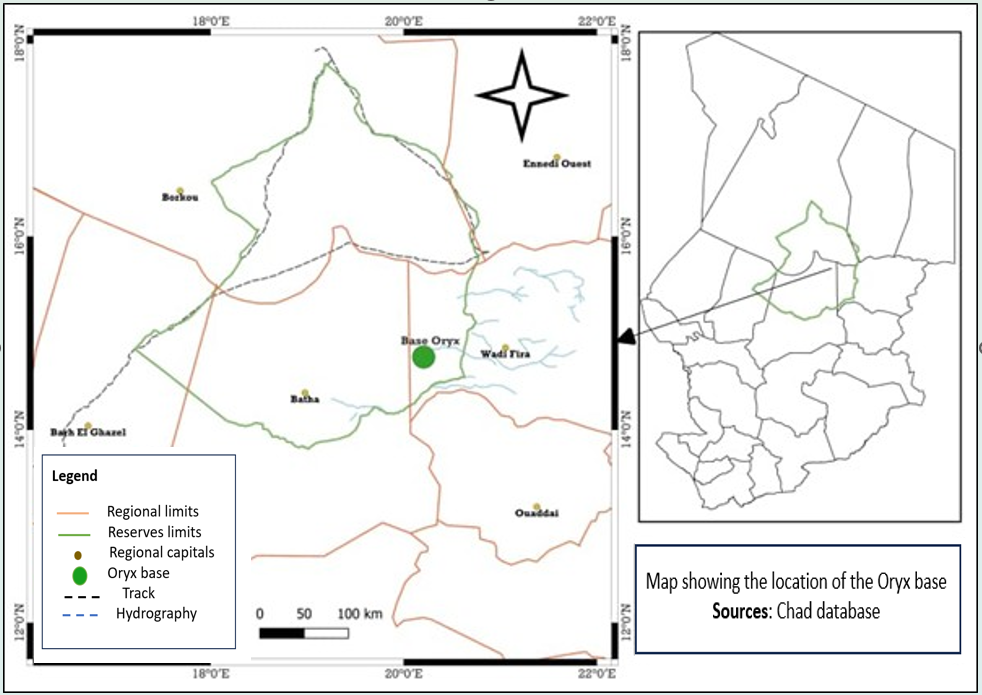 18°0'E 20°0'E 22°0'E
18°0'N
18°0'N
Ennedi Ouest
Borkou
16°0'N
16°0'N
Base Oryx
Wadi Fira
Batha
14°0'N
14°0'N
Barh El Ghazel
Legend
Regional limits
Reserves limits
Regional capitals
Oryx base
Track
Hydrography
Ouaddai
0 50 100 km
12°0'N
12°0'N
18°0'E 20°0'E 22°0'E
Map showing the location of the Oryx base
Sources: Chad database